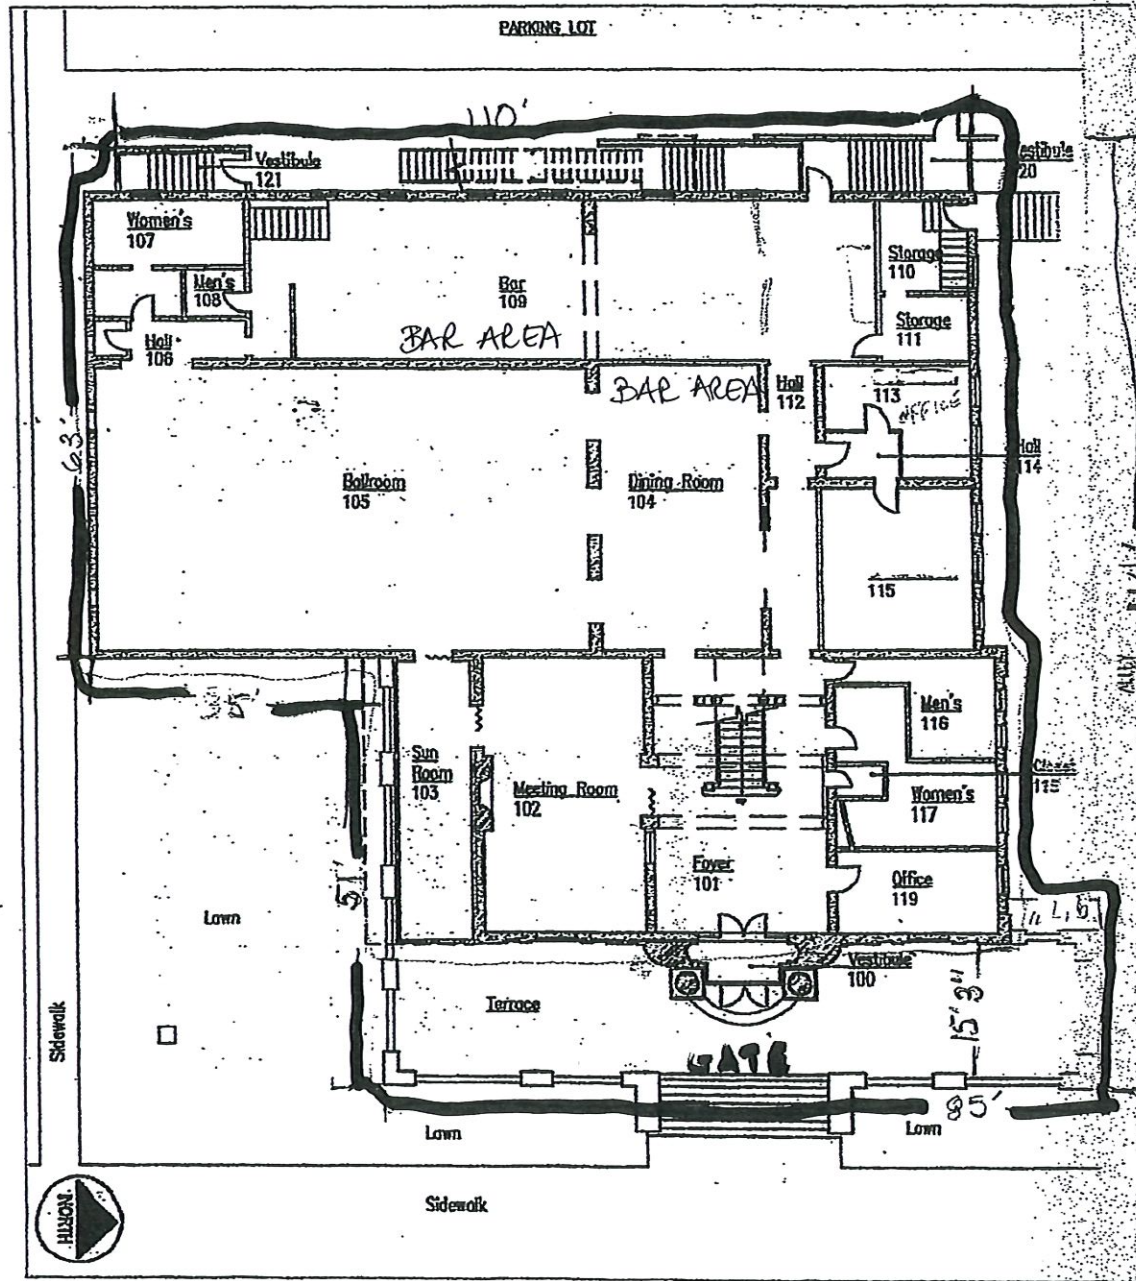 PARKING LOT
110'
Vestibule
121
Vestibule
120
Women's
107
Men's
108
Hall
106
Bar
109
BAR AREA
Storage
110
Storage
111
BAR AREA
Hall
112
113
OFFICE
Hall
114
63'
Ballroom
105
Dining Room
104
115
Sun
Room
103
Meeting Room
102
Men's
116
Women's
117
Foyer
101
Office
119
51'
Lawn
Vestibule
100
Terrace
15'3"
GATE
85'
Lawn
Lawn
Sidewalk
Sidewalk
NORTH